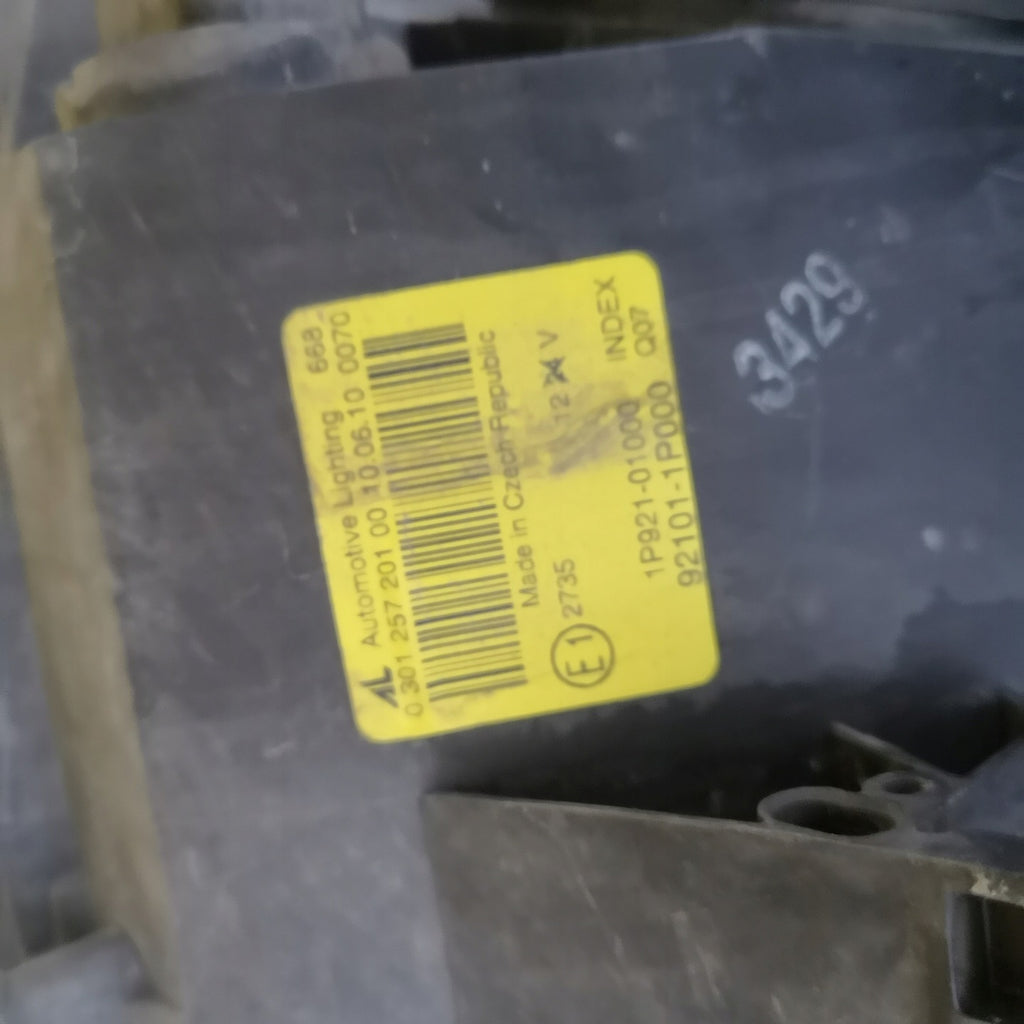 AL Automotive Lighting 668
0 301 257 201 00 10.06.10 0070
Made in Czech Republic
E1 2735 12 24 V
1P921-01000 INDEX
92101-1P000 Q07
3429